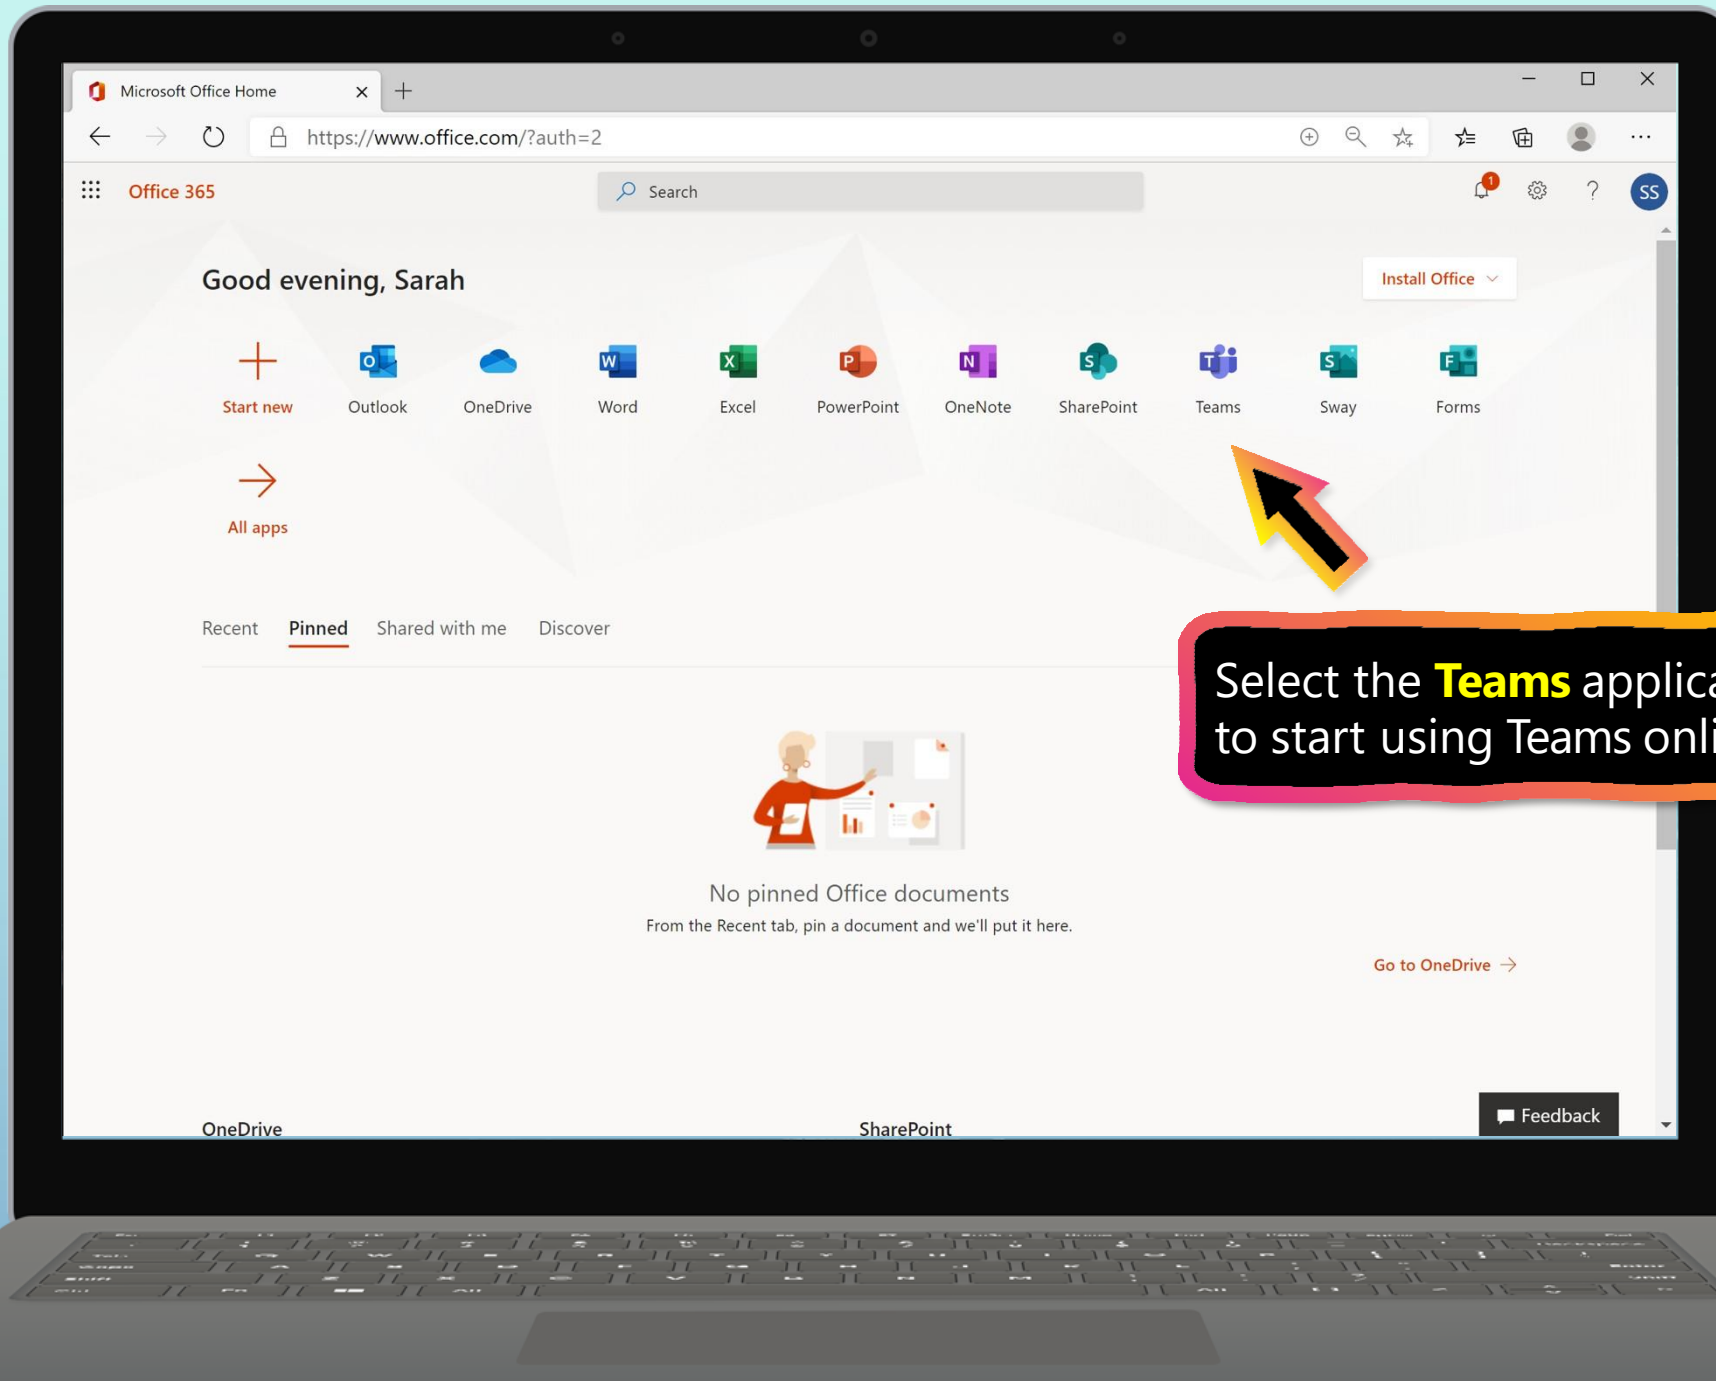 Microsoft Office Home
https://www.office.com/?auth=2
Office 365
Search
1
?
SS
Good evening, Sarah
Install Office
Start new
Outlook
OneDrive
Word
Excel
PowerPoint
OneNote
SharePoint
Teams
Sway
Forms
All apps
Recent Pinned Shared with me Discover
Select the Teams applica
to start using Teams onli
No pinned Office documents
From the Recent tab, pin a document and we'll put it here.
Go to OneDrive
Feedback
OneDrive
SharePoint